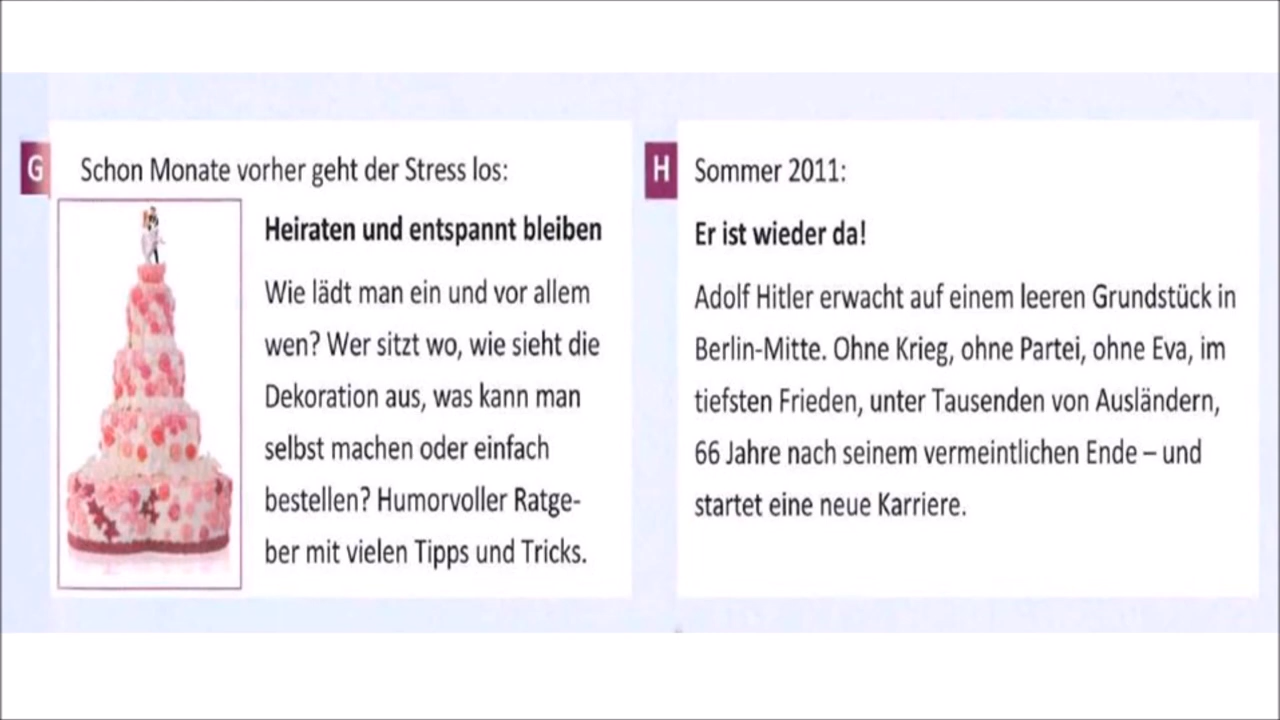 G
Schon Monate vorher geht der Stress los:
Heiraten und entspannt bleiben
Wie lädt man ein und vor allem
wen? Wer sitzt wo, wie sieht die
Dekoration aus, was kann man
selbst machen oder einfach
bestellen? Humorvoller Ratge-
ber mit vielen Tipps und Tricks.
H
Sommer 2011:
Er ist wieder da!
Adolf Hitler erwacht auf einem leeren Grundstück in
Berlin-Mitte. Ohne Krieg, ohne Partei, ohne Eva, im
tiefsten Frieden, unter Tausenden von Ausländern,
66 Jahre nach seinem vermeintlichen Ende – und
startet eine neue Karriere.